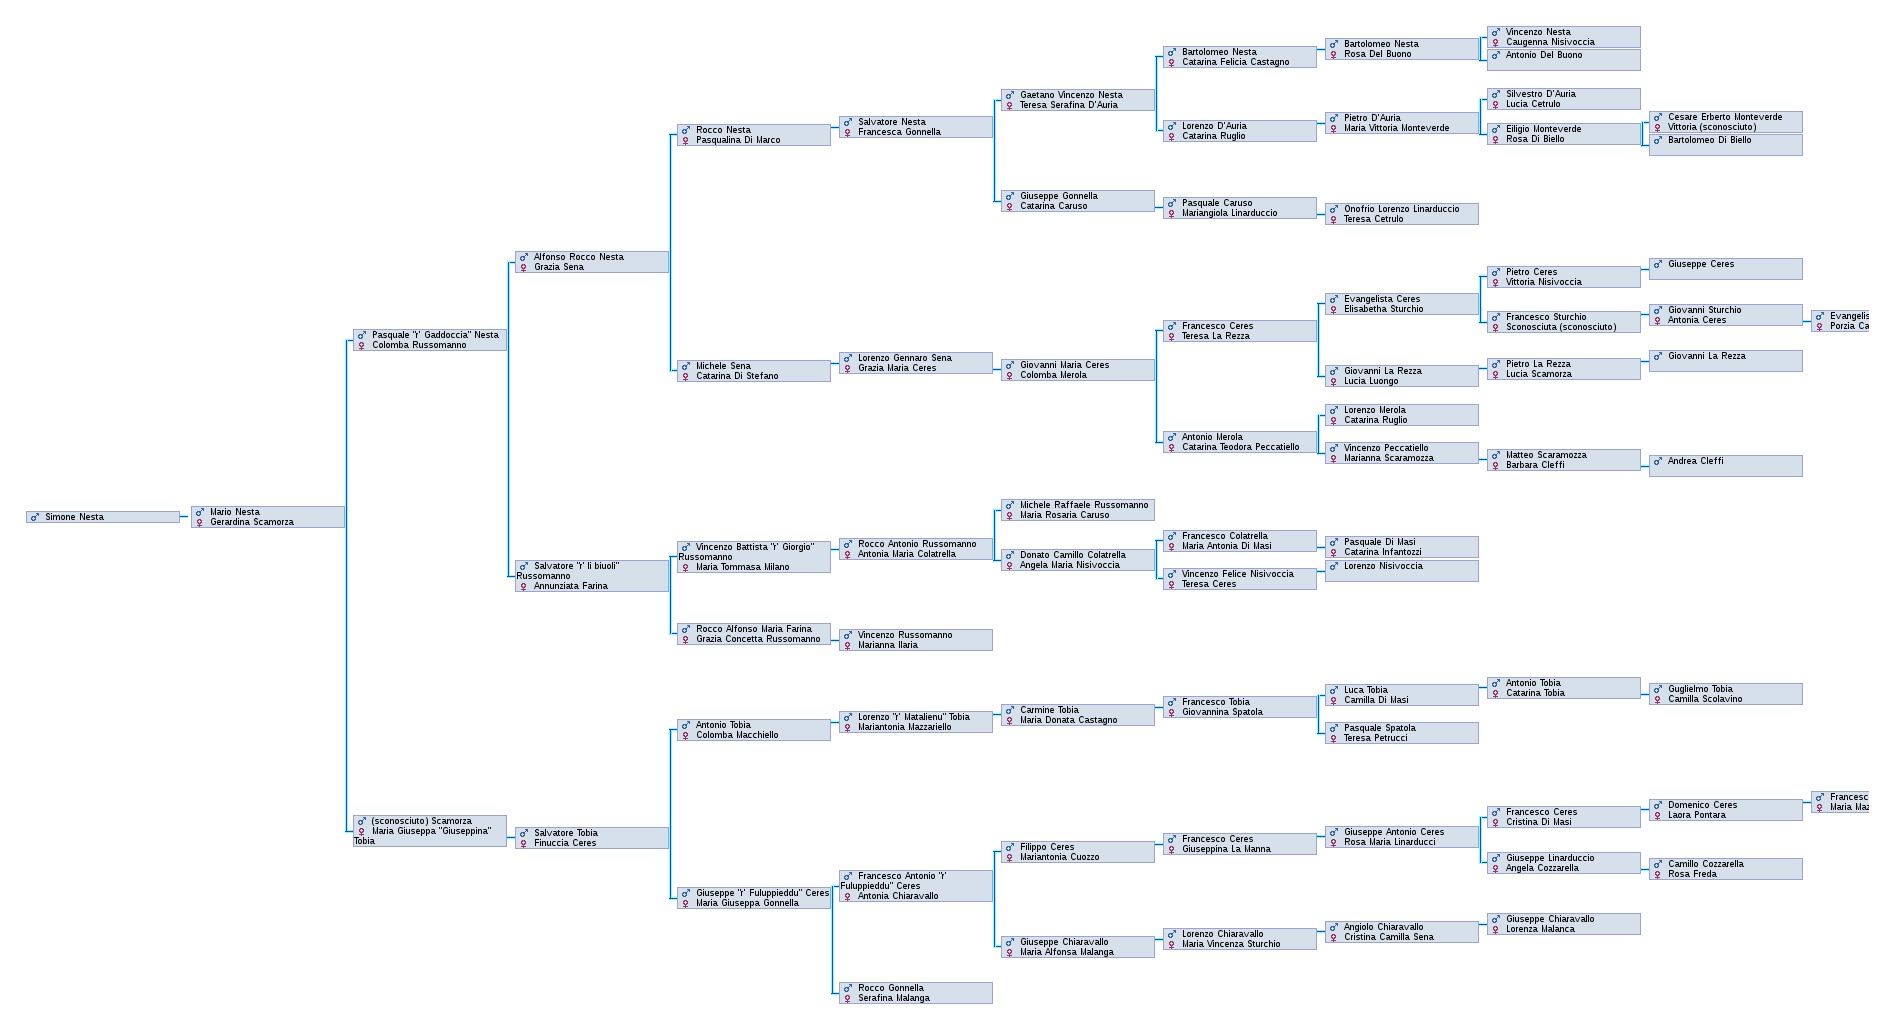 Simone Nesta
Mario Nesta
Gerardina Scamorza
Pasquale "r' Gaddoccia" Nesta
Colomba Russomanno
(sconosciuto) Scamorza
Maria Giuseppa "Giuseppina"
Tobia
Alfonso Rocco Nesta
Grazia Sena
Salvatore "r' li biuoli"
Russomanno
Annunziata Farina
Salvatore Tobia
Finuccia Ceres
Rocco Nesta
Pasqualina Di Marco
Michele Sena
Catarina Di Stefano
Vincenzo Battista "r' Giorgio"
Russomanno
Maria Tommasa Milano
Rocco Alfonso Maria Farina
Grazia Concetta Russomanno
Antonio Tobia
Colomba Macchiello
Giuseppe "r' Fuluppieddu" Ceres
Maria Giuseppa Gonnella
Salvatore Nesta
Francesca Gonnella
Lorenzo Gennaro Sena
Grazia Maria Ceres
Rocco Antonio Russomanno
Antonia Maria Colatrella
Vincenzo Russomanno
Marianna Ilaria
Lorenzo "r' Matalienu" Tobia
Mariantonia Mazzariello
Francesco Antonio "r'
Fuluppieddu" Ceres
Antonia Chiaravallo
Rocco Gonnella
Serafina Malanga
Gaetano Vincenzo Nesta
Teresa Serafina D'Auria
Giuseppe Gonnella
Catarina Caruso
Giovanni Maria Ceres
Colomba Merola
Michele Raffaele Russomanno
Maria Rosaria Caruso
Donato Camillo Colatrella
Angela Maria Nisivoccia
Carmine Tobia
Maria Donata Castagno
Filippo Ceres
Mariantonia Cuozzo
Giuseppe Chiaravallo
Maria Alfonsa Malanga
Bartolomeo Nesta
Catarina Felicia Castagno
Lorenzo D'Auria
Catarina Ruglio
Pasquale Caruso
Mariangiola Linarduccio
Francesco Ceres
Teresa La Rezza
Antonio Merola
Catarina Teodora Peccatiello
Francesco Colatrella
Maria Antonia Di Masi
Vincenzo Felice Nisivoccia
Teresa Ceres
Francesco Tobia
Giovannina Spatola
Francesco Ceres
Giuseppina La Manna
Lorenzo Chiaravallo
Maria Vincenza Sturchio
Bartolomeo Nesta
Rosa Del Buono
Pietro D'Auria
Maria Vittoria Monteverde
Onofrio Lorenzo Linarduccio
Teresa Cetrulo
Evangelista Ceres
Elisabetha Sturchio
Giovanni La Rezza
Lucia Luongo
Lorenzo Merola
Catarina Ruglio
Vincenzo Peccatiello
Marianna Scaramozza
Pasquale Di Masi
Catarina Infantozzi
Lorenzo Nisivoccia
Luca Tobia
Camilla Di Masi
Pasquale Spatola
Teresa Petrucci
Giuseppe Antonio Ceres
Rosa Maria Linarducci
Angiolo Chiaravallo
Cristina Camilla Sena
Vincenzo Nesta
Caugenna Nisivoccia
Antonio Del Buono
Silvestro D'Auria
Lucia Cetrulo
Eiligio Monteverde
Rosa Di Biello
Pietro Ceres
Vittoria Nisivoccia
Francesco Sturchio
Sconosciuta (sconosciuto)
Pietro La Rezza
Lucia Scamorza
Matteo Scaramozza
Barbara Cleffi
Antonio Tobia
Catarina Tobia
Francesco Ceres
Cristina Di Masi
Giuseppe Linarduccio
Angela Cozzarella
Giuseppe Chiaravallo
Lorenza Malanca
Cesare Erberto Monteverde
Vittoria (sconosciuto)
Bartolomeo Di Biello
Giuseppe Ceres
Giovanni Sturchio
Antonia Ceres
Giovanni La Rezza
Andrea Cleffi
Guglielmo Tobia
Camilla Scolavino
Domenico Ceres
Laora Pontara
Camillo Cozzarella
Rosa Freda
Evangelis
Porzia Ca
Francesc
Maria Maz